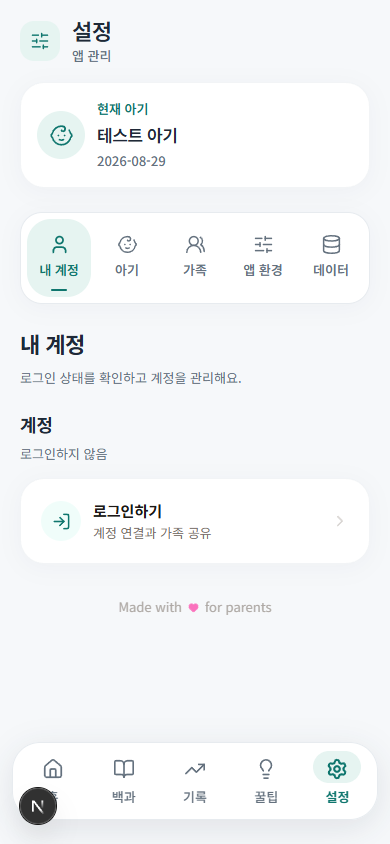 설정
앱 관리
현재 아기
테스트 아기
2026-08-29
내 계정
아기
가족
앱 환경
데이터
내 계정
로그인 상태를 확인하고 계정을 관리해요.
계정
로그인하지 않음
로그인하기
계정 연결과 가족 공유
Made with for parents
백과
기록
꿀팁
설정
N